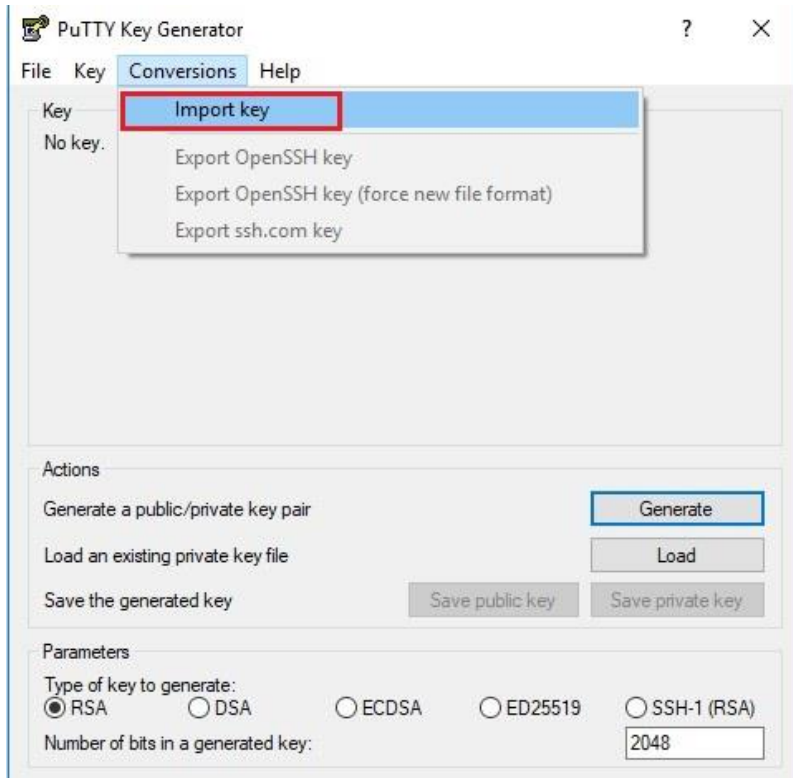 PuTTY Key Generator ? ×
File Key Conversions Help
Key
No key.
Import key
Export OpenSSH key
Export OpenSSH key (force new file format)
Export ssh.com key
Actions
Generate a public/private key pair Generate
Load an existing private key file Load
Save the generated key Save public key Save private key
Parameters
Type of key to generate:
RSA DSA ECDSA ED25519 SSH-1 (RSA)
Number of bits in a generated key: 2048